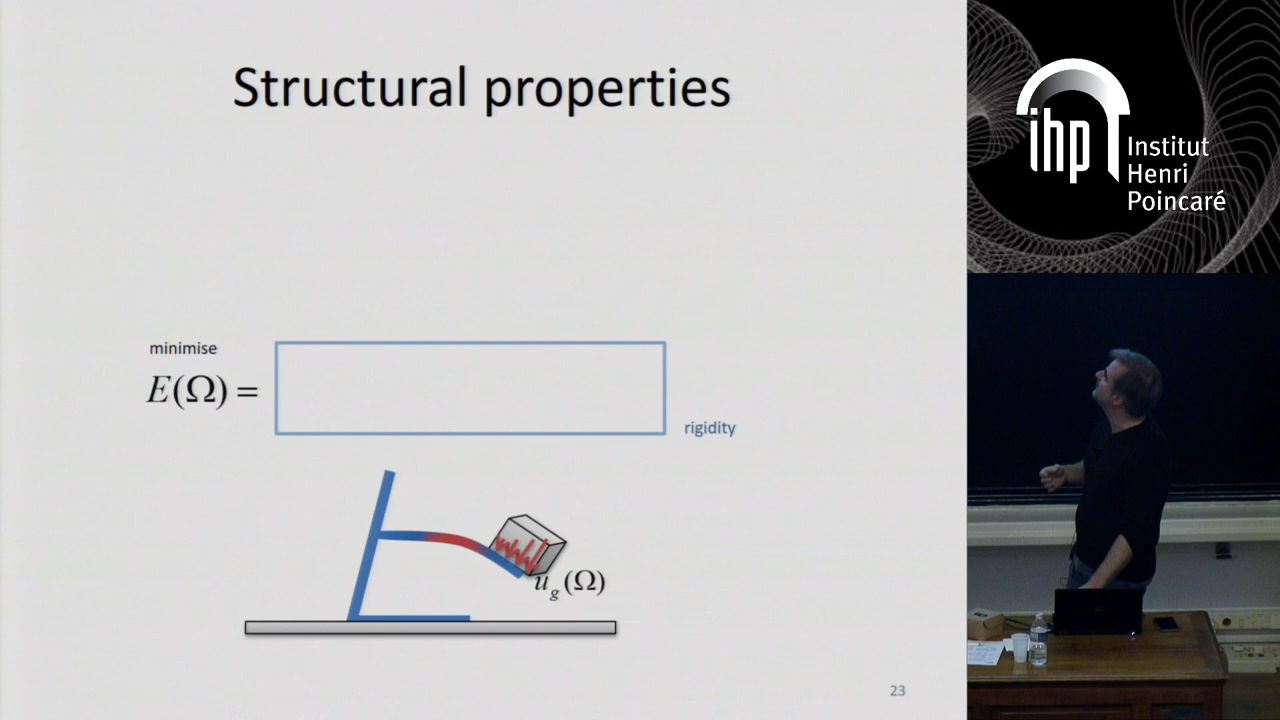 Structural properties
minimise
E(Ω) =
rigidity
u_g(Ω)
23
ihp
Institut
Henri
Poincaré